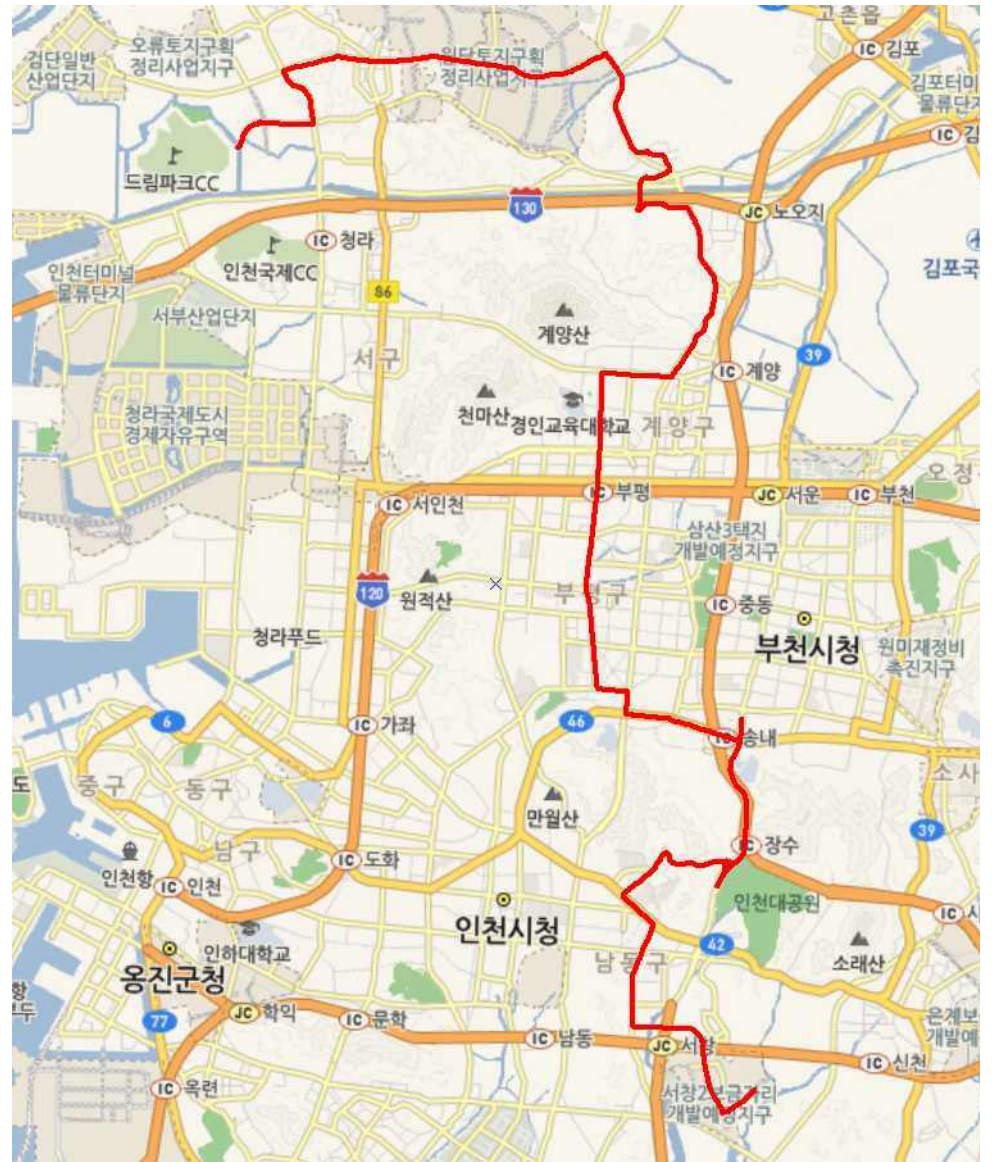 고촌읍
검단일반
산업단지
오류토지구획
정리사업지구
원당토지구획
정리사업지구
IC 김포
김포터미
물류단지
IC 김
드림파크CC
130
JC 노오지
IC 청라
인천국제CC
인천터미널
물류단지
김포국
86
서부산업단지
계양산
서구
39
IC 계양
청라국제도시
경제자유구역
천마산
경인교육대학교
계양구
오정
IC 서인천
IC 부평
JC 서운
IC 부천
삼산3택지
개발예정지구
120
원적산
부평구
IC 중동
부천시청
원미재정비
촉진지구
청라푸드
6
IC 가좌
46
IC 송내
소사
도
중구
동구
만월산
39
남구
IC 도화
IC 장수
인천항
IC 인천
인천대공원
IC 시
인천시청
42
인하대학교
남동구
소래산
옹진군청
항
부두
77
JC 학익
IC 문학
IC 남동
JC 서창
은계보
개발예
IC 신천
IC 옥련
서창2보금자리
개발예정지구